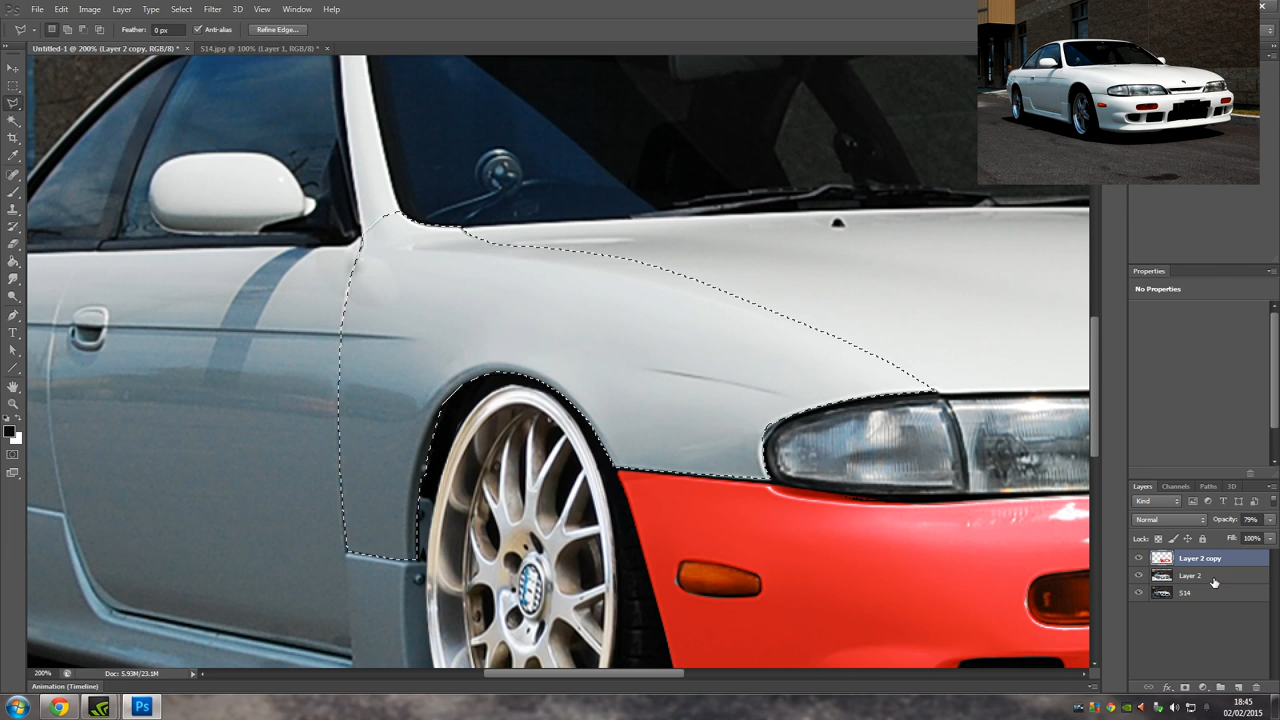 Ps File Edit Image Layer Type Select Filter 3D View Window Help
Feather: 0 px Anti-alias Refine Edge...
Untitled-1 @ 200% (Layer 2 copy, RGB/8) * × S14.jpg @ 100% (Layer 1, RGB/8) * ×
Properties
No Properties
Layers Channels Paths 3D
Kind
Normal Opacity: 79%
Lock: Fill: 100%
Layer 2 copy
Layer 2
S14
200% Doc: 5.93M/23.1M
Animation (Timeline)
Ps
18:45
02/02/2015